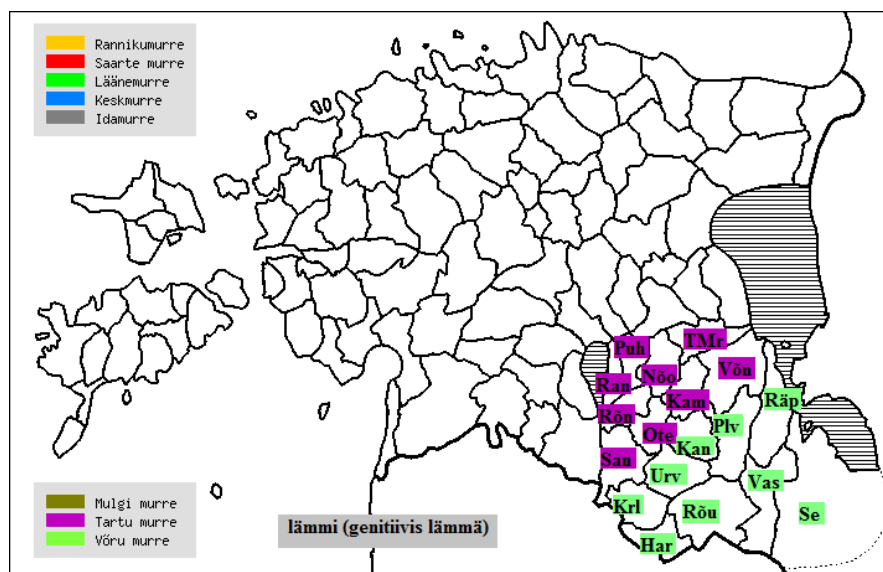 Rannikumurre
Saarte murre
Läänemurre
Keskmurre
Idamurre
Puh
TMr
Nõo
Võn
Ran
Kam
Räp
Rõn
Plv
Ote
Kan
San
Urv
Vas
Krl
Rõu
Se
Har
Mulgi murre
Tartu murre
Võru murre
lämmi (genitiivis lämmä)